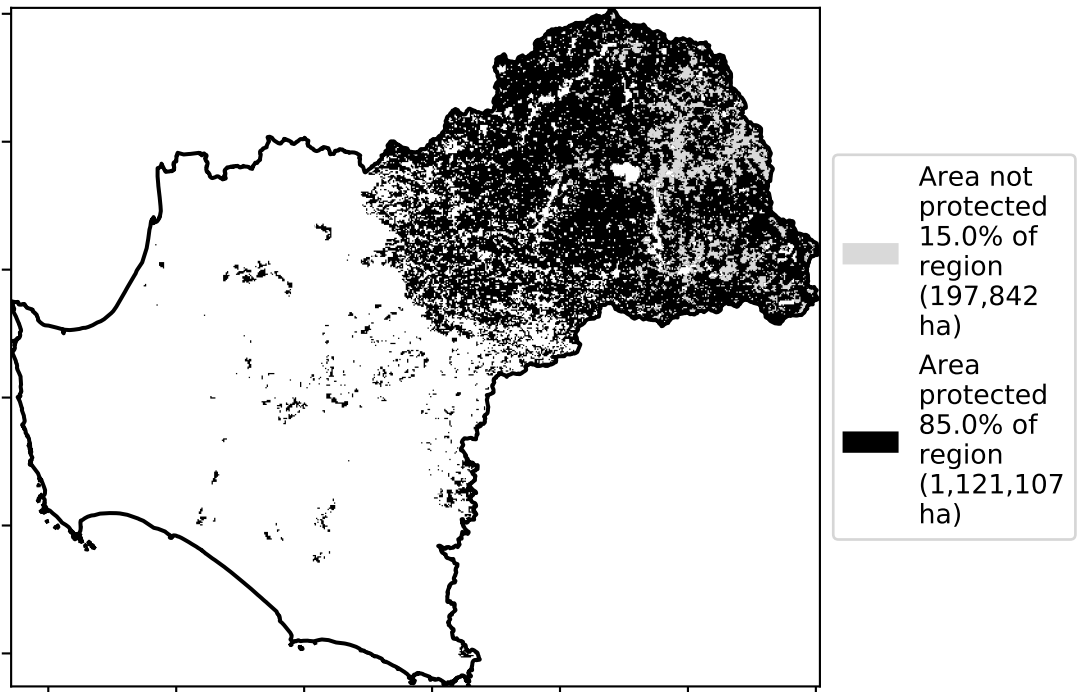 Area not
protected
15.0% of
region
(197,842
ha)
Area
protected
85.0% of
region
(1,121,107
ha)